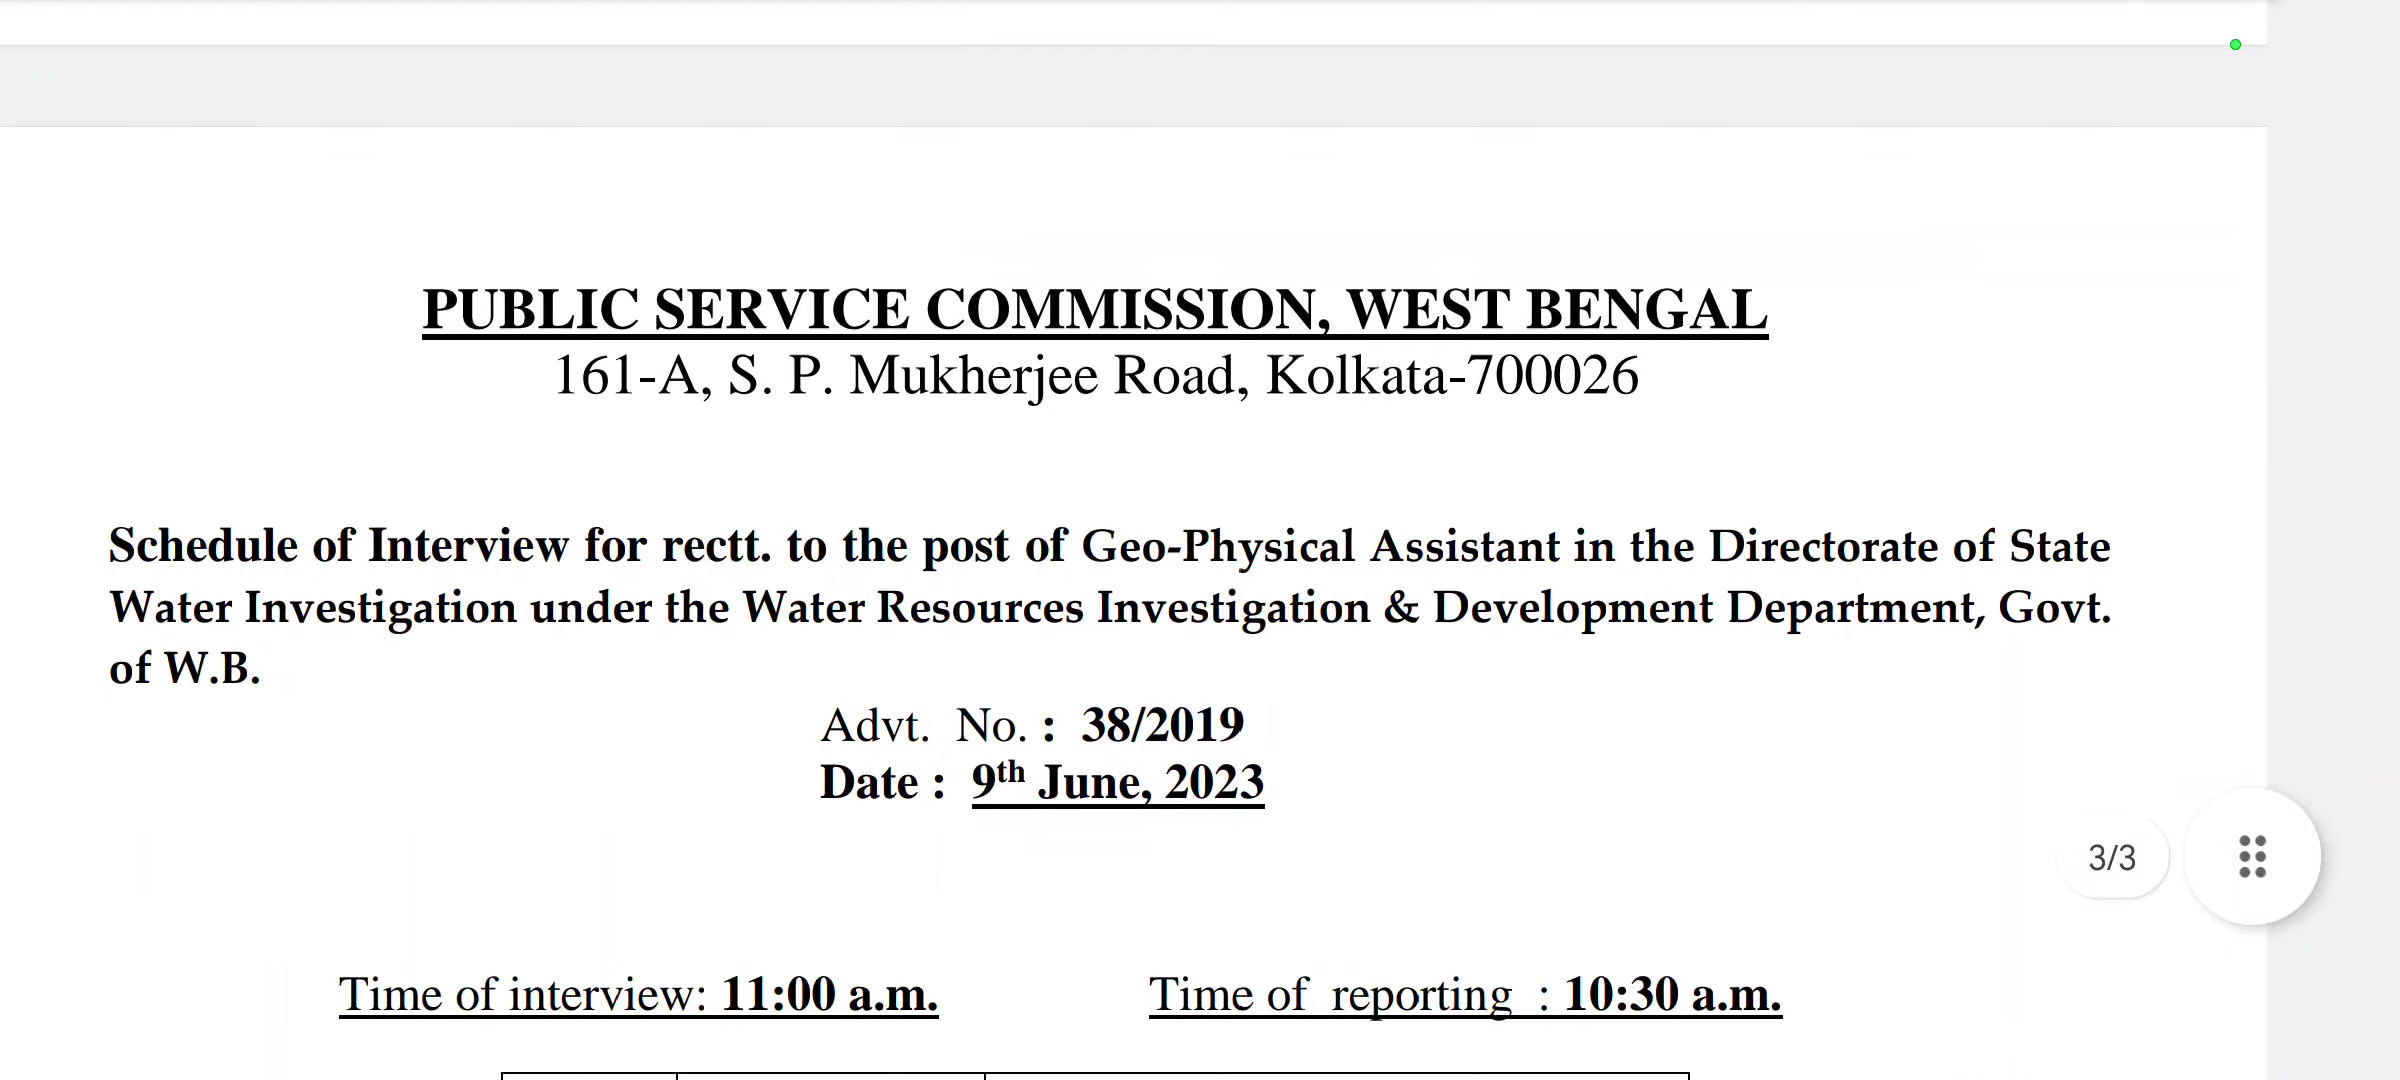 PUBLIC SERVICE COMMISSION, WEST BENGAL
161-A, S. P. Mukherjee Road, Kolkata-700026
Schedule of Interview for rectt. to the post of Geo-Physical Assistant in the Directorate of State
Water Investigation under the Water Resources Investigation & Development Department, Govt.
of W.B.
Advt. No. : 38/2019
Date : 9th June, 2023
3/3
Time of interview: 11:00 a.m. Time of reporting : 10:30 a.m.